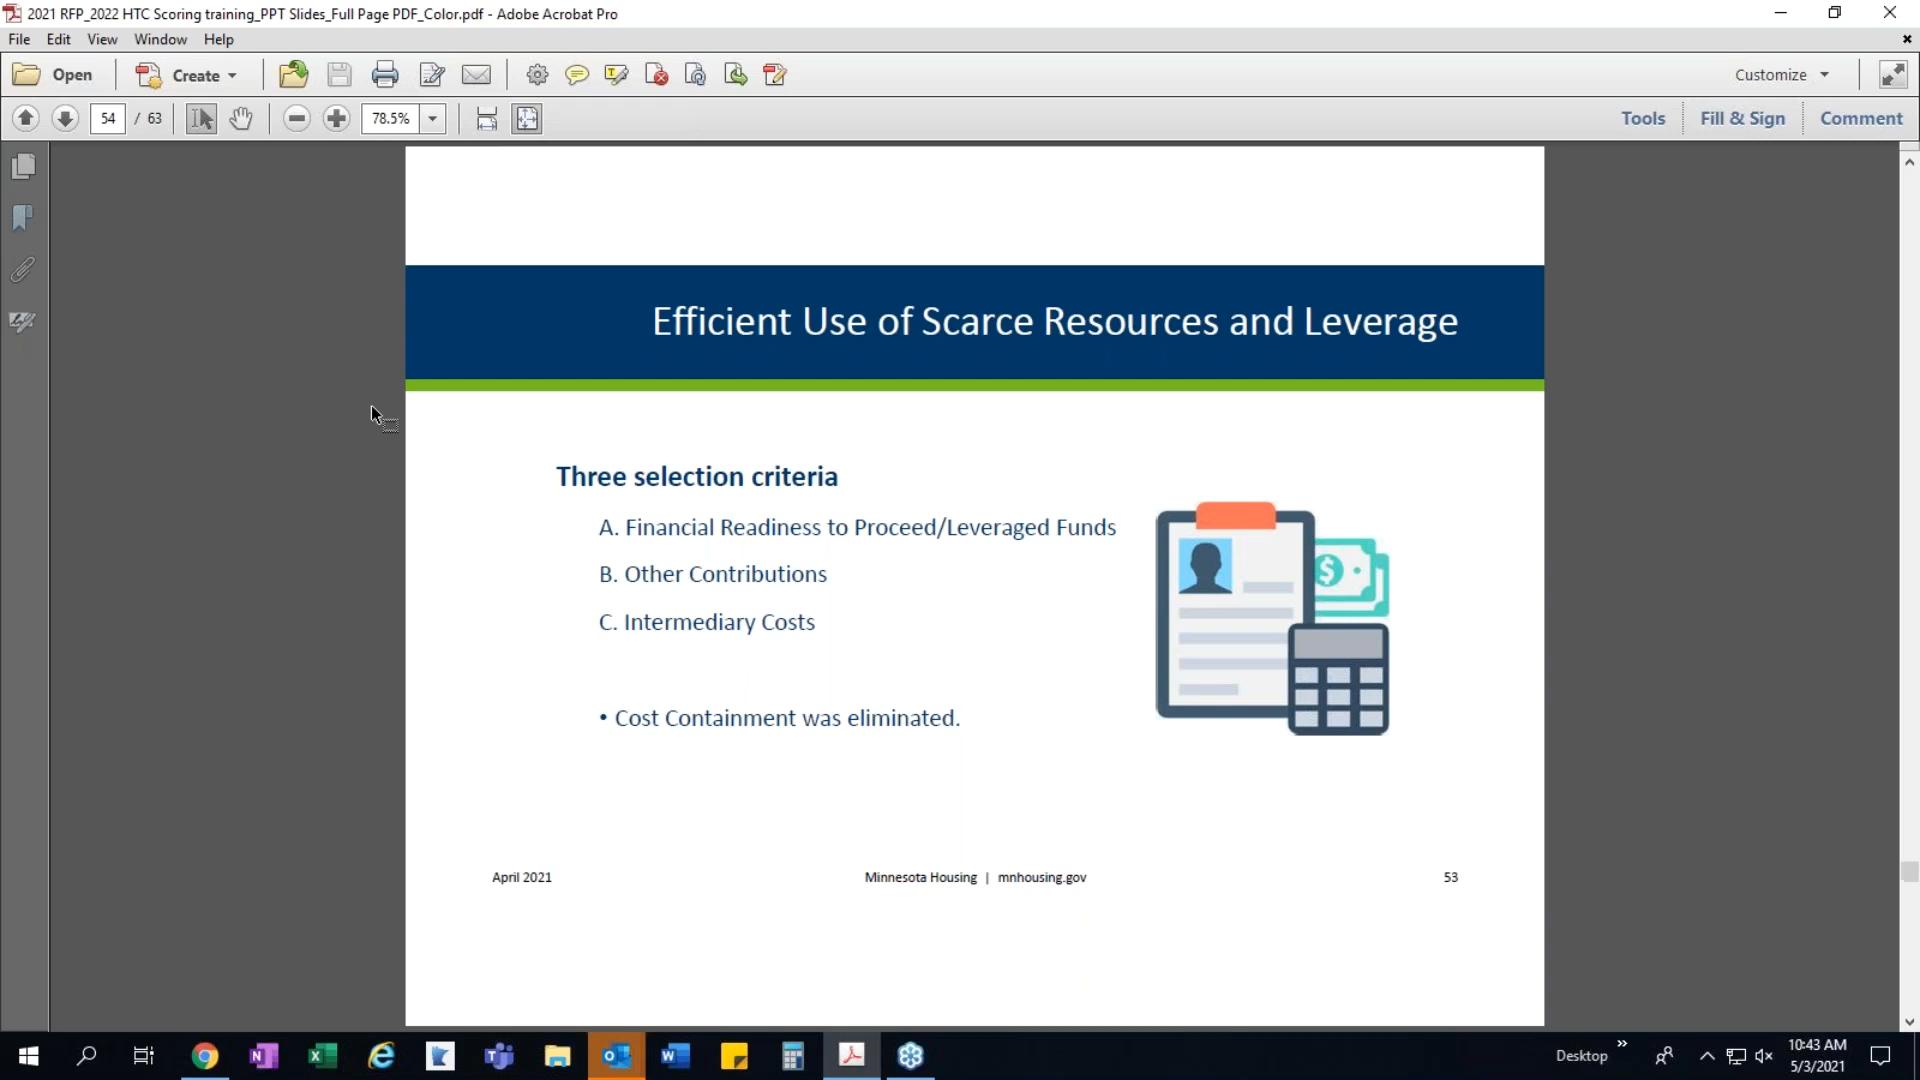 2021 RFP_2022 HTC Scoring training_PPT Slides_Full Page PDF_Color.pdf - Adobe Acrobat Pro
File Edit View Window Help
Open Create Customize
54 / 63 78.5% Tools Fill & Sign Comment
Efficient Use of Scarce Resources and Leverage
Three selection criteria
A. Financial Readiness to Proceed/Leveraged Funds
B. Other Contributions
C. Intermediary Costs
• Cost Containment was eliminated.
April 2021 Minnesota Housing | mnhousing.gov 53
Desktop 10:43 AM
5/3/2021